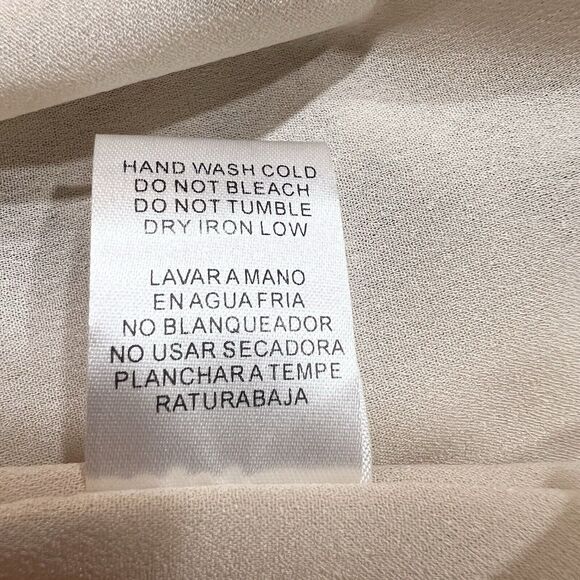 HAND WASH COLD
DO NOT BLEACH
DO NOT TUMBLE
DRY IRON LOW
LAVAR A MANO
EN AGUA FRIA
NO BLANQUEADOR
NO USAR SECADORA
PLANCHAR A TEMPE
RATURABAJA